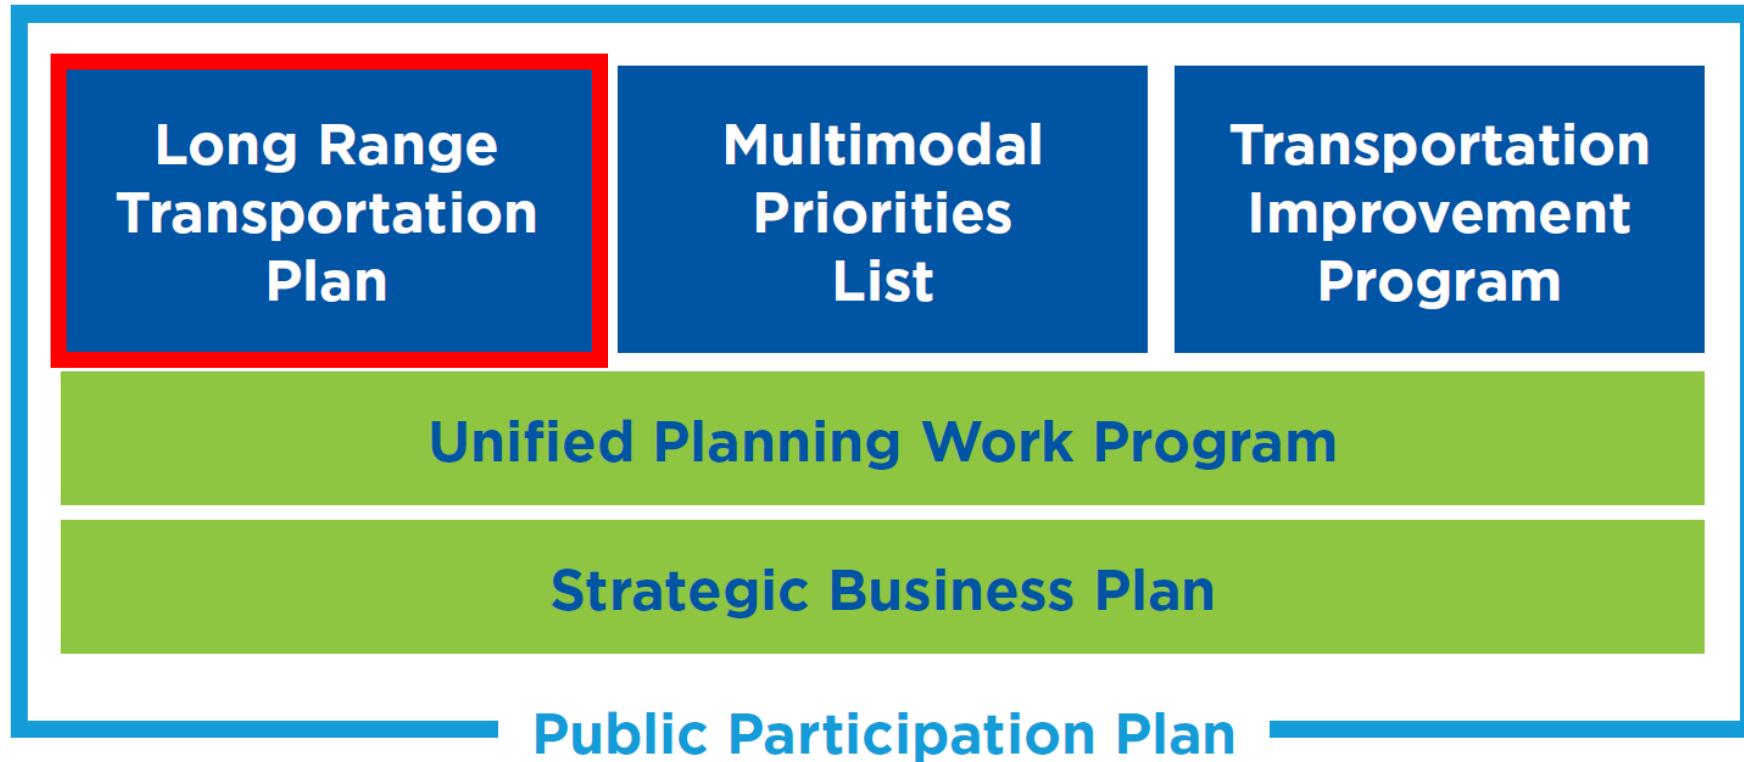 Long Range
Transportation
Plan
Multimodal
Priorities
List
Transportation
Improvement
Program
Unified Planning Work Program
Strategic Business Plan
Public Participation Plan